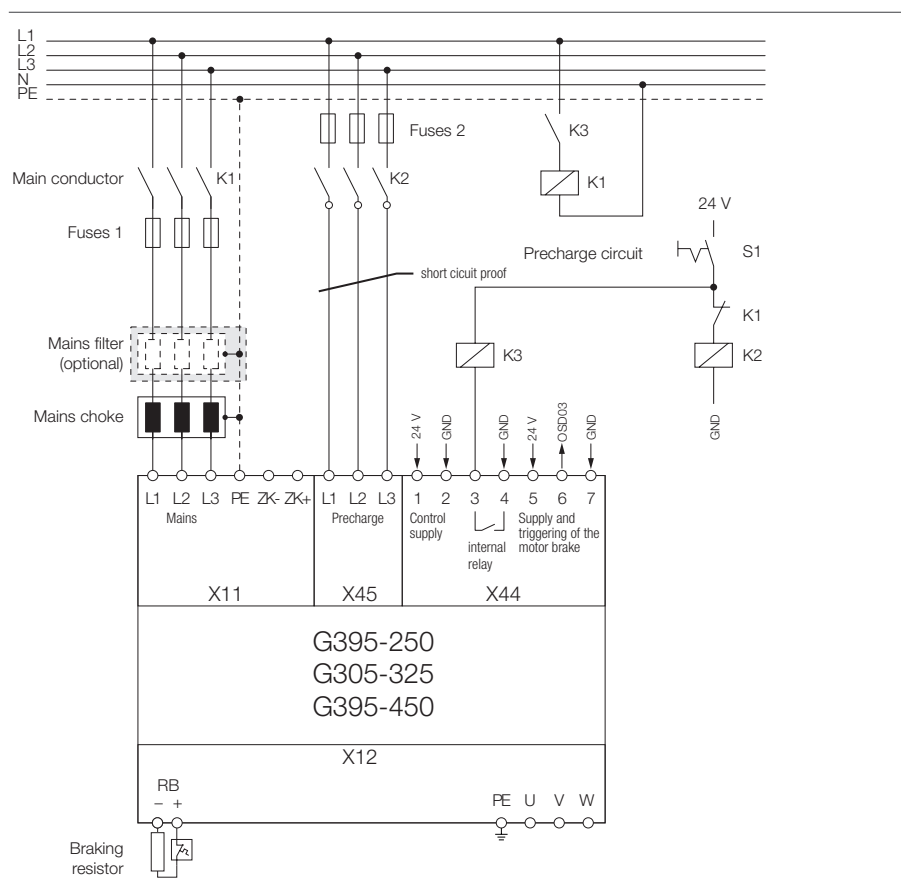 L1
L2
L3
N
PE
Fuses 2
K3
Main conductor
K1
K2
K1
24 V
Fuses 1
Precharge circuit
S1
short cicuit proof
K1
Mains filter
(optional)
K3
K2
Mains choke
24 V
GND
GND
24 V
OSD03
GND
GND
L1 L2 L3 PE ZK- ZK+
L1 L2 L3
1 2 3 4 5 6 7
Mains
Precharge
Control
supply
internal
relay
Supply and
triggering of the
motor brake
X11
X45
X44
G395-250
G305-325
G395-450
X12
RB
– +
PE U V W
Braking
resistor